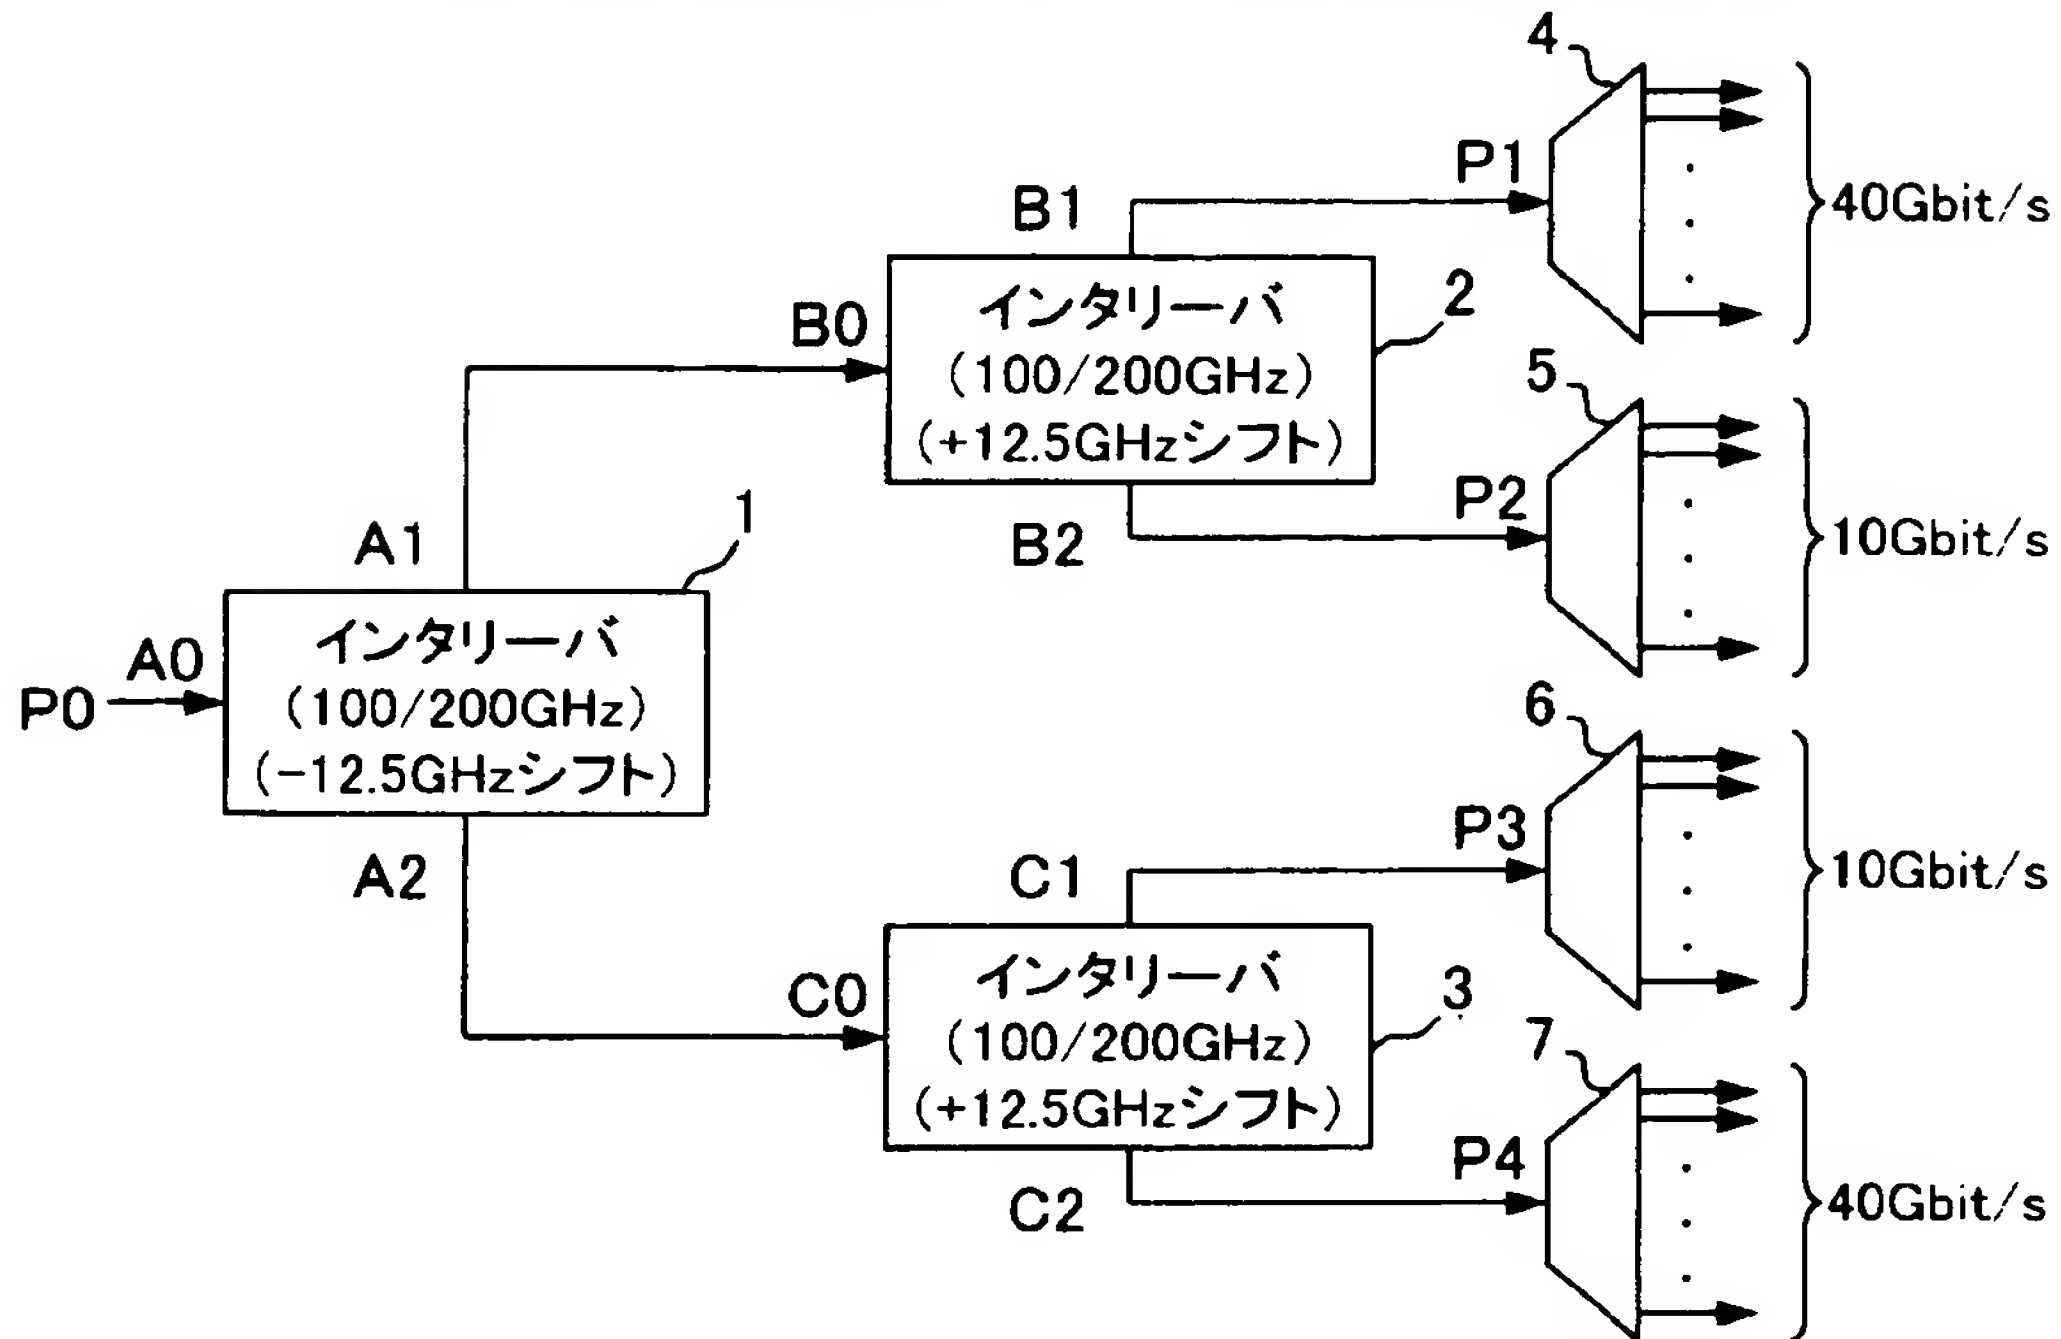 4
P1
40Gbit/s
B1
インタリーバ
(100/200GHz)
(+12.5GHzシフト)
2
B0
5
P2
10Gbit/s
B2
A1
1
インタリーバ
(100/200GHz)
(-12.5GHzシフト)
P0
A0
A2
6
P3
10Gbit/s
C1
C0
インタリーバ
(100/200GHz)
(+12.5GHzシフト)
3
7
P4
40Gbit/s
C2